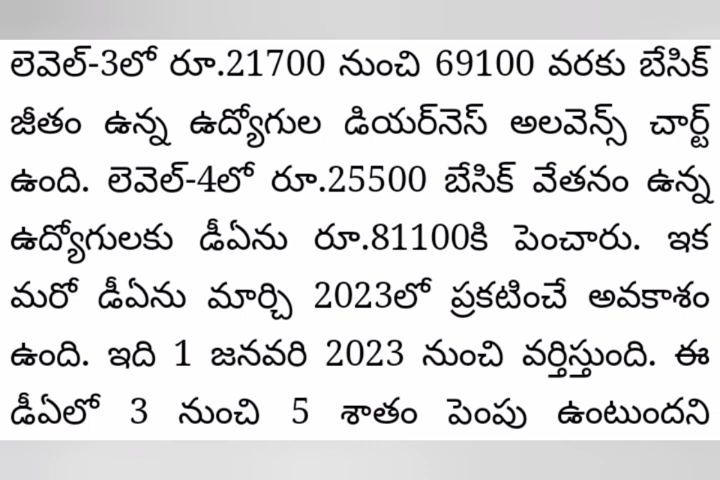 లెవెల్-3లో రూ.21700 నుంచి 69100 వరకు బేసిక్
జీతం ఉన్న ఉద్యోగుల డియర్‌నెస్ అలవెన్స్ చార్ట్
ఉంది. లెవెల్-4లో రూ.25500 బేసిక్ వేతనం ఉన్న
ఉద్యోగులకు డీఏను రూ.81100కి పెంచారు. ఇక
మరో డీఏను మార్చి 2023లో ప్రకటించే అవకాశం
ఉంది. ఇది 1 జనవరి 2023 నుంచి వర్తిస్తుంది. ఈ
డీఏలో 3 నుంచి 5 శాతం పెంపు ఉంటుందని